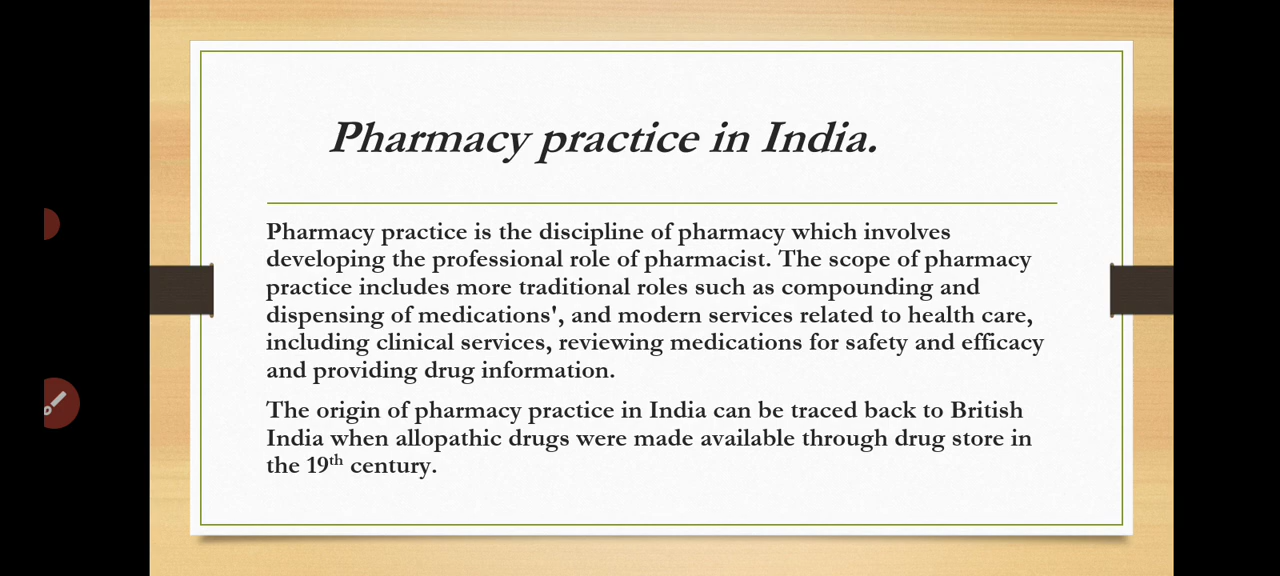 Pharmacy practice in India.
Pharmacy practice is the discipline of pharmacy which involves
developing the professional role of pharmacist. The scope of pharmacy
practice includes more traditional roles such as compounding and
dispensing of medications', and modern services related to health care,
including clinical services, reviewing medications for safety and efficacy
and providing drug information.
The origin of pharmacy practice in India can be traced back to British
India when allopathic drugs were made available through drug store in
the 19th century.